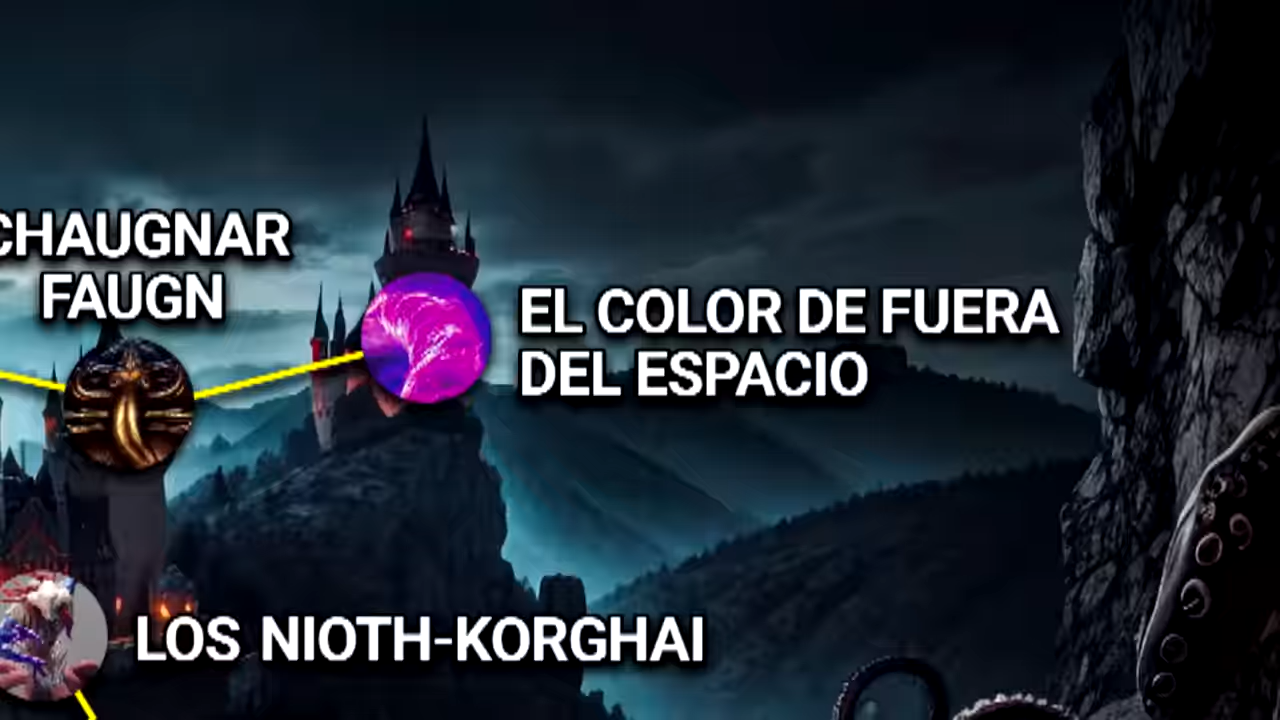 CHAUGNAR
FAUGN
EL COLOR DE FUERA
DEL ESPACIO
LOS NIOTH-KORGHAI